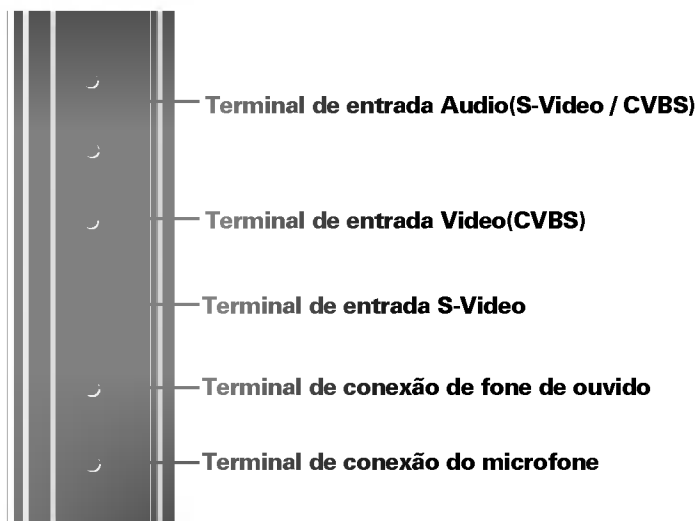 Terminal de entrada Audio(S-Video / CVBS)
Terminal de entrada Video(CVBS)
Terminal de entrada S-Video
Terminal de conexão de fone de ouvido
Terminal de conexão do microfone